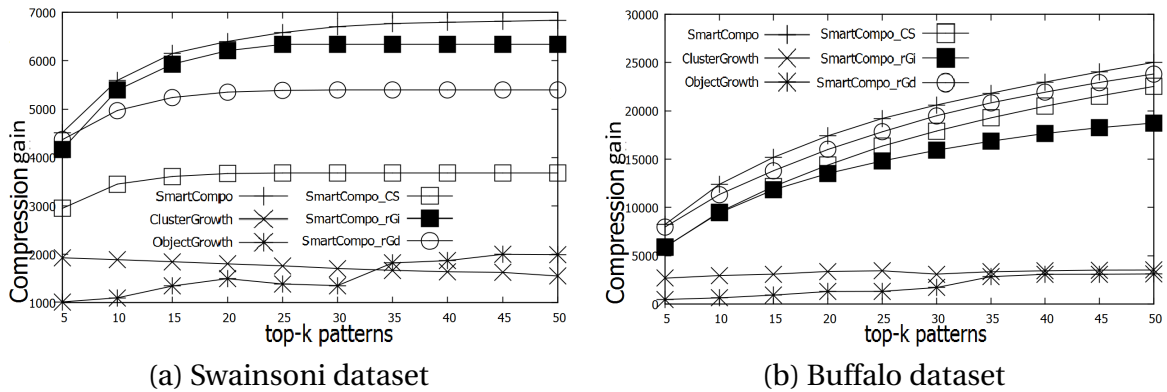 7000
6000
5000
4000
3000
2000
1000
Compression gain
SmartCompo
ClusterGrowth
ObjectGrowth
SmartCompo_CS
SmartCompo_rGi
SmartCompo_rGd
5 10 15 20 25 30 35 40 45 50
top-k patterns
(a) Swainsoni dataset
30000
25000
20000
15000
10000
5000
0
Compression gain
SmartCompo
ClusterGrowth
ObjectGrowth
SmartCompo_CS
SmartCompo_rGi
SmartCompo_rGd
5 10 15 20 25 30 35 40 45 50
top-k patterns
(b) Buffalo dataset